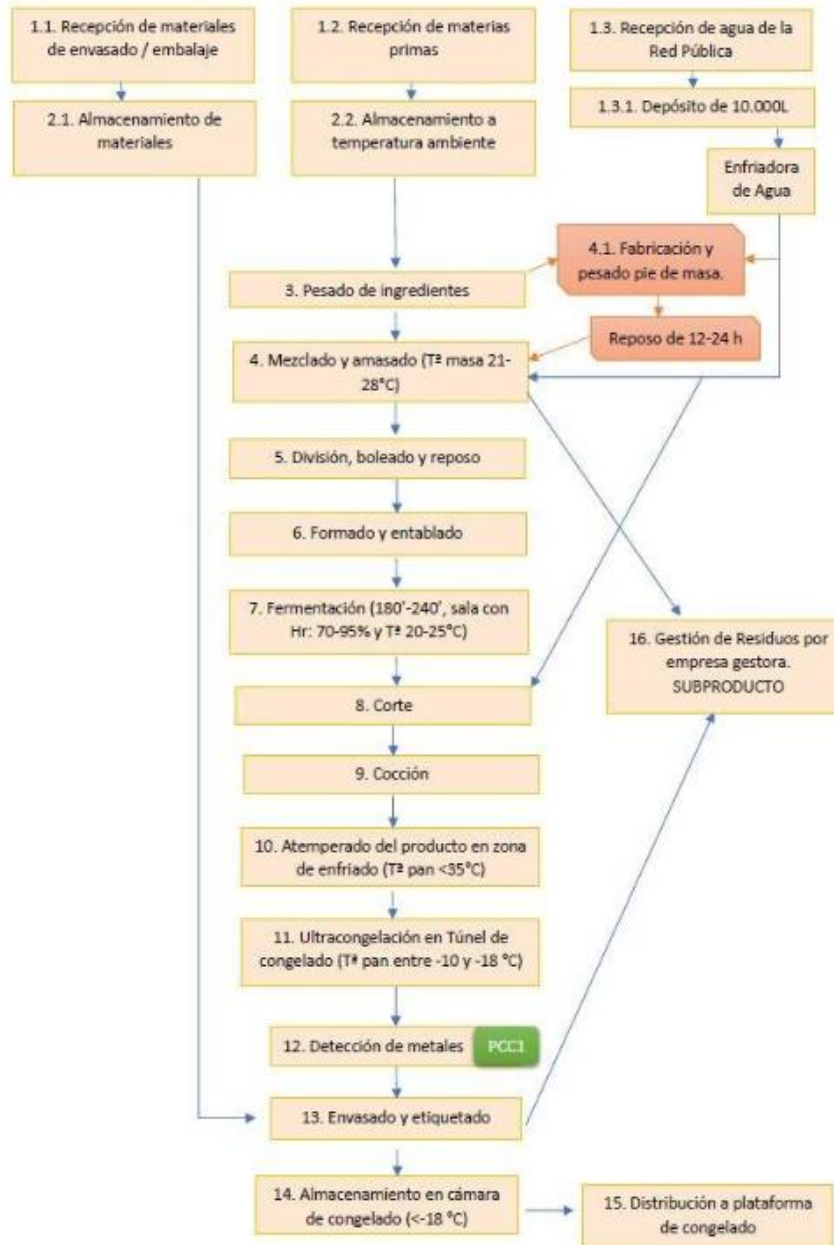 1.1. Recepción de materiales
de envasado / embalaje
1.2. Recepción de materias
primas
1.3. Recepción de agua de la
Red Pública
2.1. Almacenamiento de
materiales
2.2. Almacenamiento a
temperatura ambiente
1.3.1. Depósito de 10.000L
Enfriadora
de Agua
4.1. Fabricación y
pesado pie de masa.
3. Pesado de ingredientes
Reposo de 12-24 h
4. Mezclado y amasado (Tª masa 21-
28°C)
5. División, boleado y reposo
6. Formado y entablado
7. Fermentación (180’-240’, sala con
Hr: 70-95% y Tª 20-25°C)
16. Gestión de Residuos por
empresa gestora.
SUBPRODUCTO
8. Corte
9. Cocción
10. Atemperado del producto en zona
de enfriado (Tª pan <35°C)
11. Ultracongelación en Túnel de
congelado (Tª pan entre -10 y -18 °C)
12. Detección de metales
PCC1
13. Envasado y etiquetado
14. Almacenamiento en cámara
de congelado (<-18 °C)
15. Distribución a plataforma
de congelado